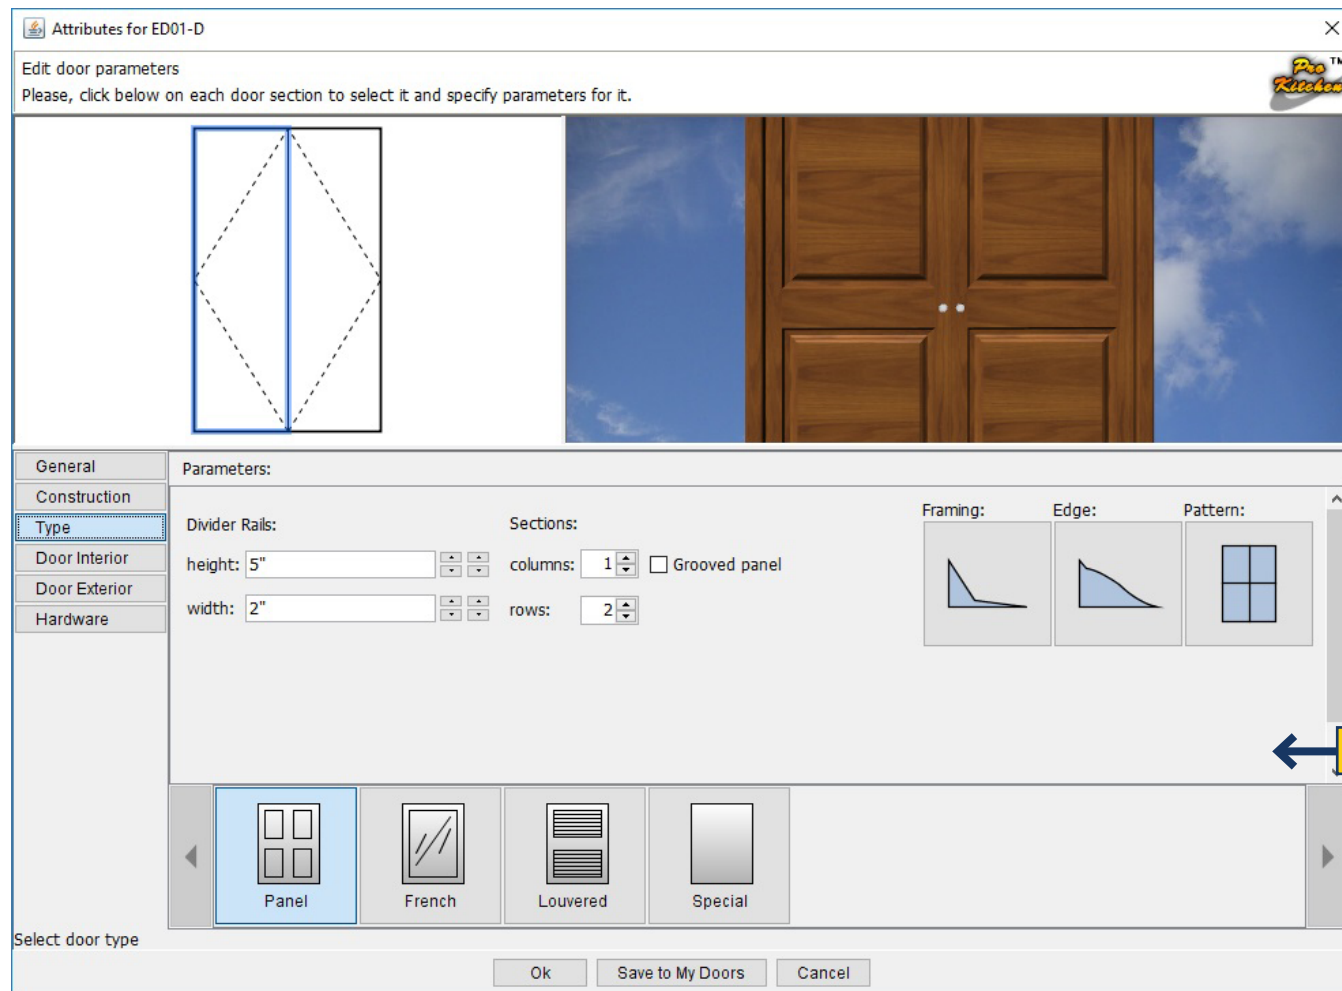 Attributes for ED01-D
Edit door parameters
Please, click below on each door section to select it and specify parameters for it.
Pro Kitchen™
General
Construction
Type
Door Interior
Door Exterior
Hardware
Parameters:
Divider Rails:
height: 5"
width: 2"
Sections:
columns: 1
rows: 2
Grooved panel
Framing:
Edge:
Pattern:
Panel
French
Louvered
Special
Select door type
Ok
Save to My Doors
Cancel